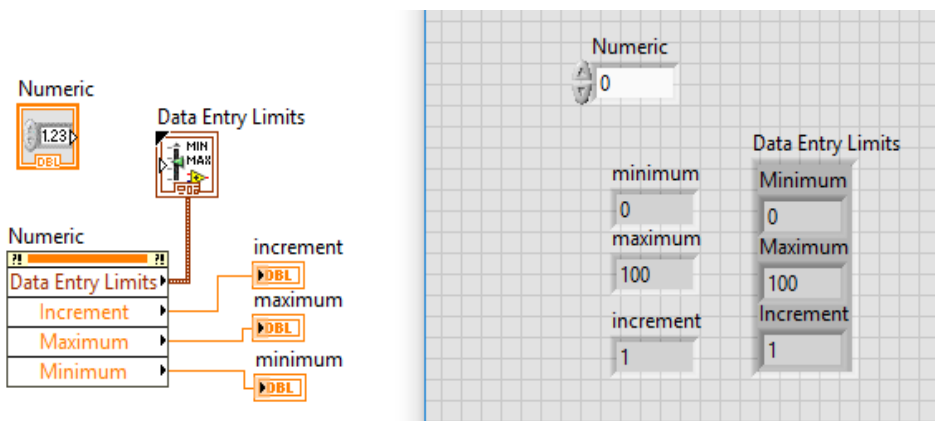 Numeric
1.23
DBL
Data Entry Limits
MIN
MAX
Numeric
?! ?!
Data Entry Limits
Increment
Maximum
Minimum
increment
DBL
maximum
DBL
minimum
DBL
Numeric
0
minimum
0
maximum
100
increment
1
Data Entry Limits
Minimum
0
Maximum
100
Increment
1